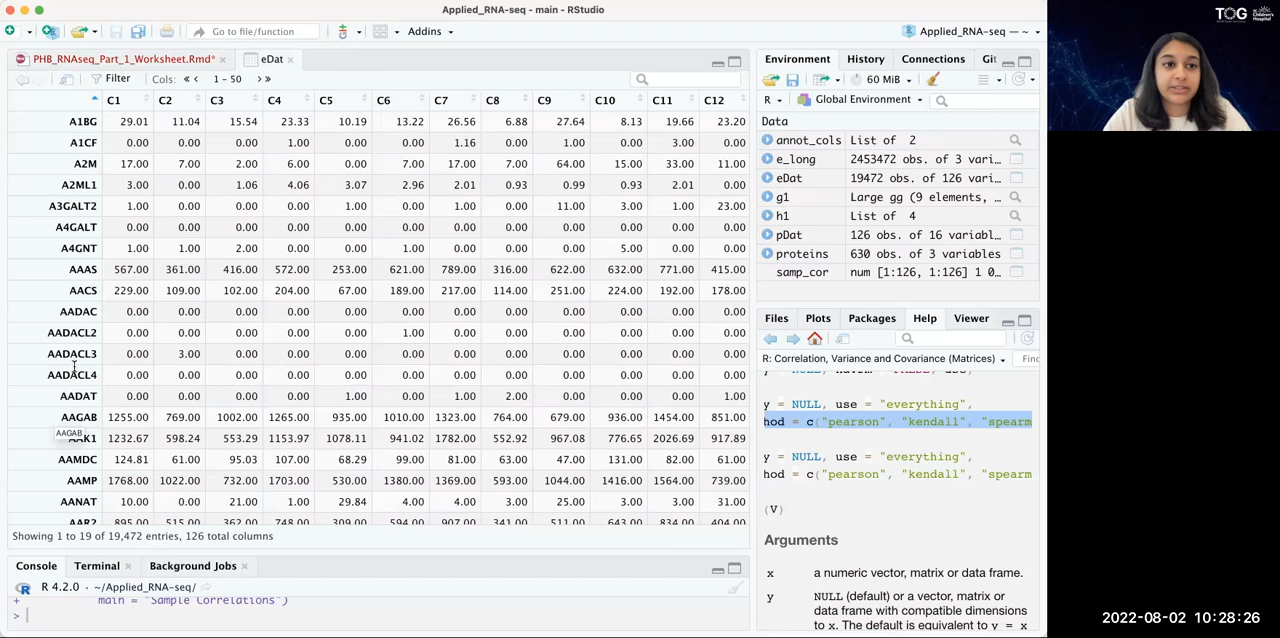 Applied_RNA-seq - main - RStudio
Go to file/function
Addins
Applied_RNA-seq — ~
PHB_RNAseq_Part_1_Worksheet.Rmd*
eDat
Filter
Cols: « ‹ 1 - 50 › »
C1 C2 C3 C4 C5 C6 C7 C8 C9 C10 C11 C12
A1BG 29.01 11.04 15.54 23.33 10.19 13.22 26.56 6.88 27.64 8.13 19.66 23.20
A1CF 0.00 0.00 0.00 1.00 0.00 0.00 1.16 0.00 1.00 0.00 3.00 0.00
A2M 17.00 7.00 2.00 6.00 0.00 7.00 17.00 7.00 64.00 15.00 33.00 11.00
A2ML1 3.00 0.00 1.06 4.06 3.07 2.96 2.01 0.93 0.99 0.93 2.01 0.00
A3GALT2 1.00 0.00 0.00 0.00 1.00 0.00 1.00 0.00 11.00 3.00 1.00 23.00
A4GALT 0.00 0.00 0.00 0.00 0.00 0.00 0.00 0.00 0.00 0.00 0.00 0.00
A4GNT 1.00 1.00 2.00 0.00 0.00 1.00 0.00 0.00 0.00 5.00 0.00 0.00
AAAS 567.00 361.00 416.00 572.00 253.00 621.00 789.00 316.00 622.00 632.00 771.00 415.00
AACS 229.00 109.00 102.00 204.00 67.00 189.00 217.00 114.00 251.00 224.00 192.00 178.00
AADAC 0.00 0.00 0.00 0.00 0.00 0.00 0.00 0.00 0.00 0.00 0.00 0.00
AADACL2 0.00 0.00 0.00 0.00 0.00 1.00 0.00 0.00 0.00 0.00 0.00 0.00
AADACL3 0.00 3.00 0.00 0.00 0.00 0.00 0.00 0.00 0.00 0.00 0.00 0.00
AADACL4 0.00 0.00 0.00 0.00 0.00 0.00 0.00 0.00 0.00 0.00 0.00 0.00
AADAT 0.00 0.00 0.00 0.00 1.00 0.00 1.00 2.00 0.00 0.00 0.00 1.00
AAGAB 1255.00 1265.00 935.00 1010.00 1323.00 764.00 679.00 936.00 1454.00 851.00
AAGAB
1232.67 598.24 553.29 1153.97 1078.11 941.02 1782.00 552.92 967.08 776.65 2026.69 917.89
AAMDC 124.81 61.00 95.03 107.00 68.29 99.00 81.00 63.00 47.00 131.00 82.00 61.00
AAMP 1768.00 1022.00 732.00 1703.00 530.00 1380.00 1369.00 593.00 1044.00 1416.00 1564.00 739.00
AANAT 10.00 0.00 21.00 1.00 29.84 4.00 4.00 3.00 25.00 3.00 3.00 31.00
AAR2 895.00 515.00 362.00 748.00 309.00 594.00 907.00 341.00 511.00 643.00 834.00 404.00
Showing 1 to 19 of 19,472 entries, 126 total columns
Console Terminal Background Jobs
R 4.2.0 · ~/Applied_RNA-seq/
+ main = "Sample Correlations")
>
Environment History Connections Git
60 MiB
R Global Environment
Data
annot_cols List of 2
e_long 2453472 obs. of 3 vari…
eDat 19472 obs. of 126 vari…
g1 Large gg (9 elements, …
h1 List of 4
pDat 126 obs. of 16 variabl…
proteins 630 obs. of 3 variables
samp_cor num [1:126, 1:126] 1 0…
Files Plots Packages Help Viewer
R: Correlation, Variance and Covariance (Matrices)
y = NULL, use = "everything",
hod = c("pearson", "kendall", "spearm
y = NULL, use = "everything",
hod = c("pearson", "kendall", "spearm
(V)
Arguments
x a numeric vector, matrix or data frame.
y NULL (default) or a vector, matrix or
data frame with compatible dimensions
to x. The default is equivalent to y = x
TOG
BC Children's Hospital
2022-08-02 10:28:26